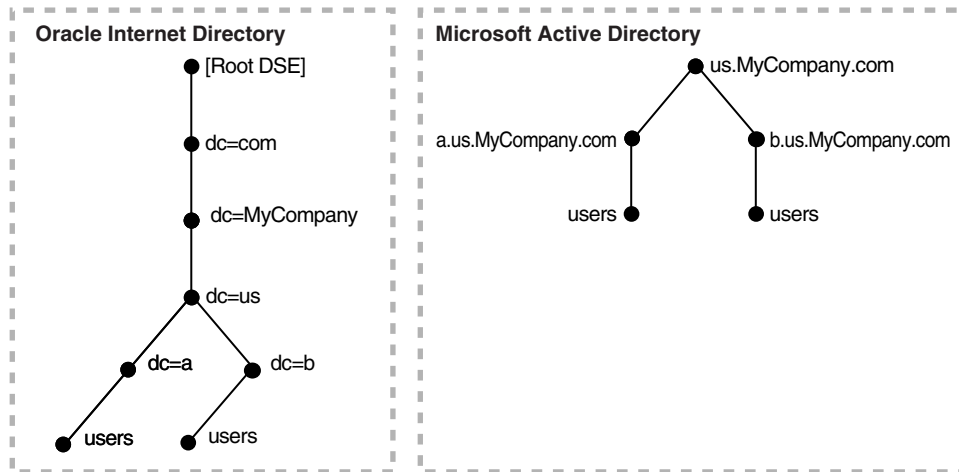 Oracle Internet Directory
[Root DSE]
dc=com
dc=MyCompany
dc=us
dc=a
dc=b
users
users
Microsoft Active Directory
us.MyCompany.com
a.us.MyCompany.com
b.us.MyCompany.com
users
users